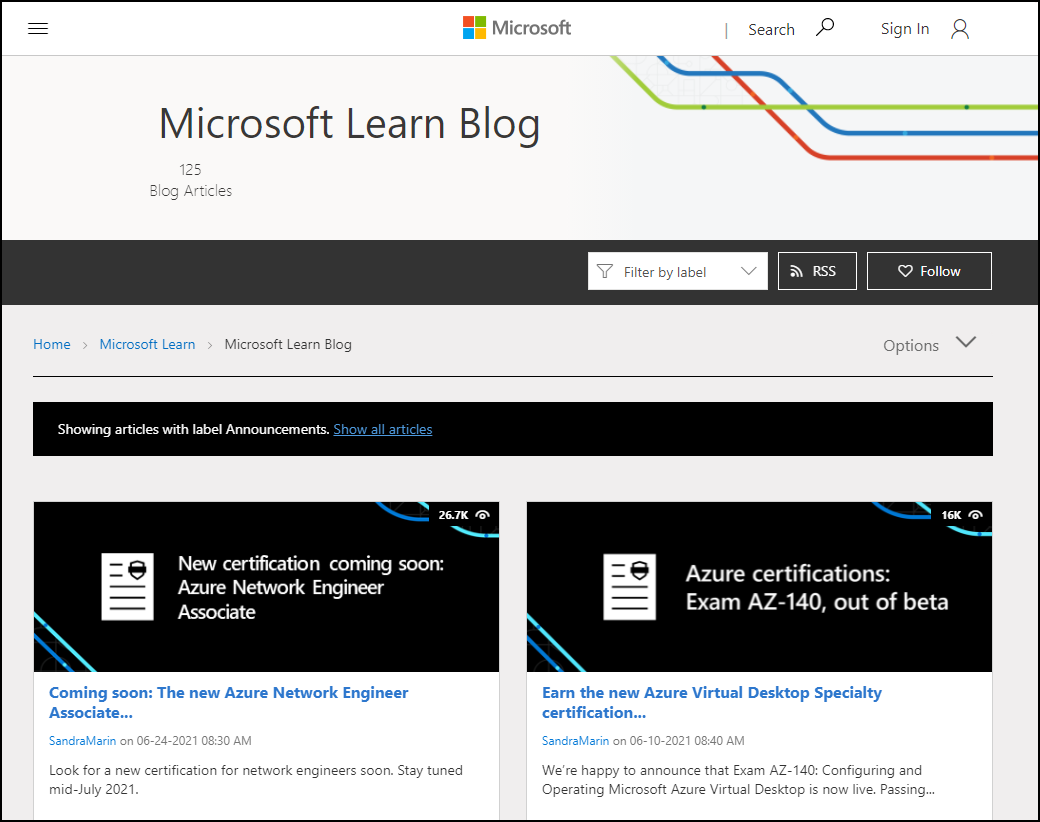 Microsoft
| Search
Sign In
Microsoft Learn Blog
125
Blog Articles
Filter by label
RSS
Follow
Home > Microsoft Learn > Microsoft Learn Blog
Options
Showing articles with label Announcements. Show all articles
26.7K
New certification coming soon:
Azure Network Engineer
Associate
Coming soon: The new Azure Network Engineer
Associate...
SandraMarin on 06-24-2021 08:30 AM
Look for a new certification for network engineers soon. Stay tuned
mid-July 2021.
16K
Azure certifications:
Exam AZ-140, out of beta
Earn the new Azure Virtual Desktop Specialty
certification...
SandraMarin on 06-10-2021 08:40 AM
We're happy to announce that Exam AZ-140: Configuring and
Operating Microsoft Azure Virtual Desktop is now live. Passing...